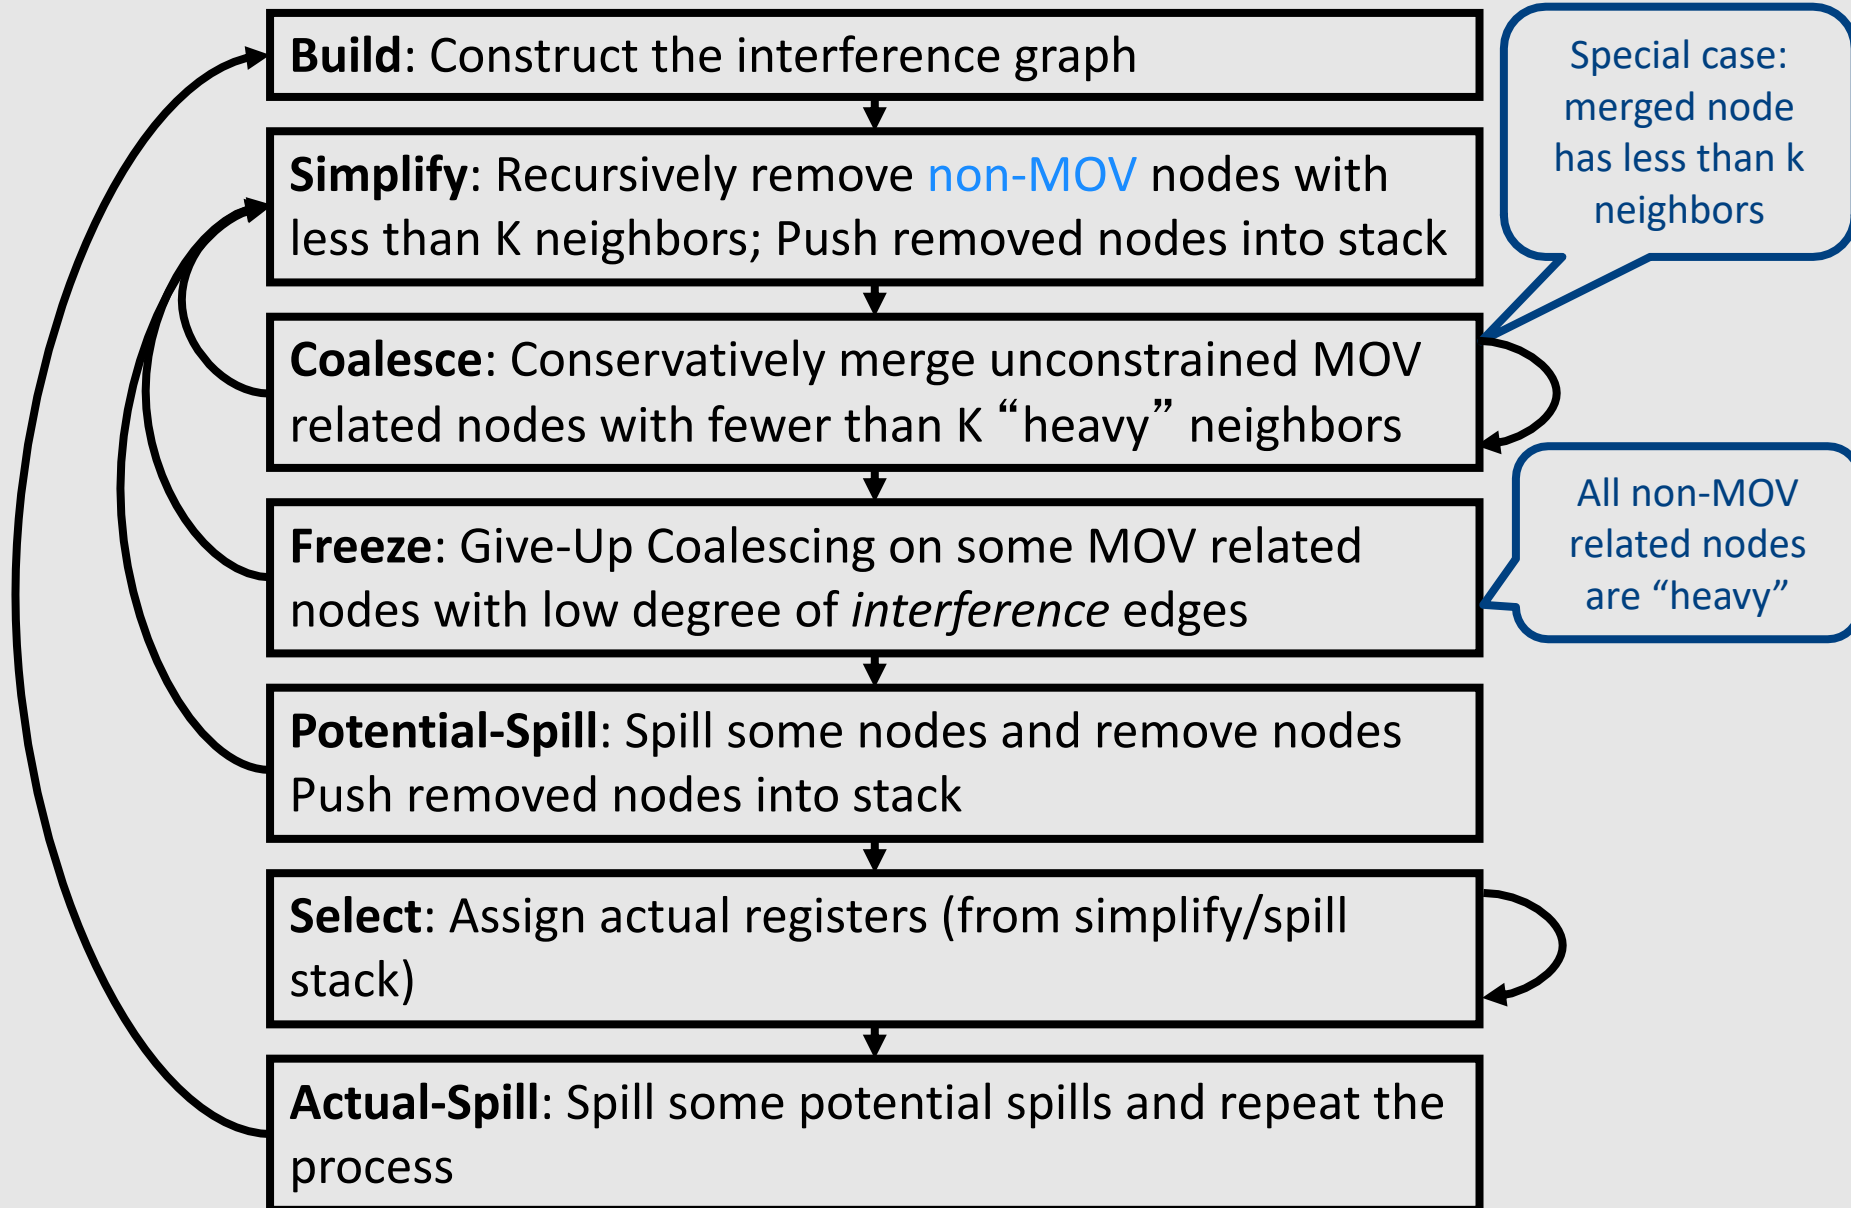 Build: Construct the interference graph
Special case:
merged node
has less than k
neighbors
Simplify: Recursively remove non-MOV nodes with
less than K neighbors; Push removed nodes into stack
Coalesce: Conservatively merge unconstrained MOV
related nodes with fewer than K “heavy” neighbors
Freeze: Give-Up Coalescing on some MOV related
nodes with low degree of interference edges
All non-MOV
related nodes
are “heavy”
Potential-Spill: Spill some nodes and remove nodes
Push removed nodes into stack
Select: Assign actual registers (from simplify/spill
stack)
Actual-Spill: Spill some potential spills and repeat the
process